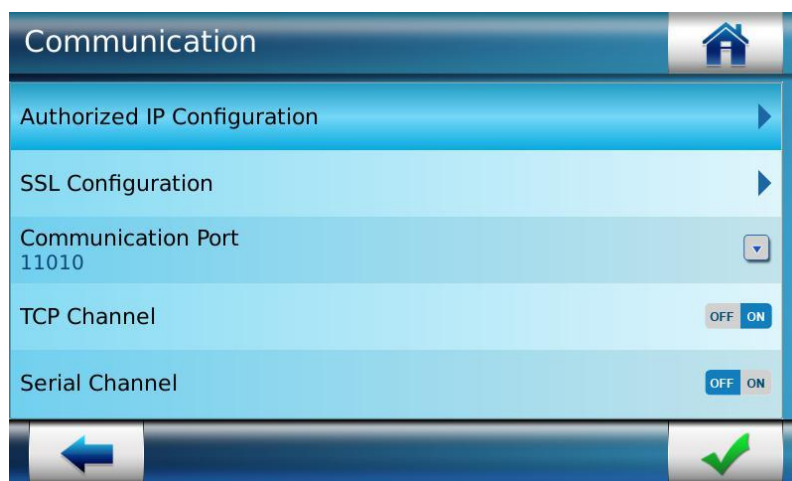 Communication
Authorized IP Configuration
SSL Configuration
Communication Port
11010
TCP Channel
OFF ON
Serial Channel
OFF ON